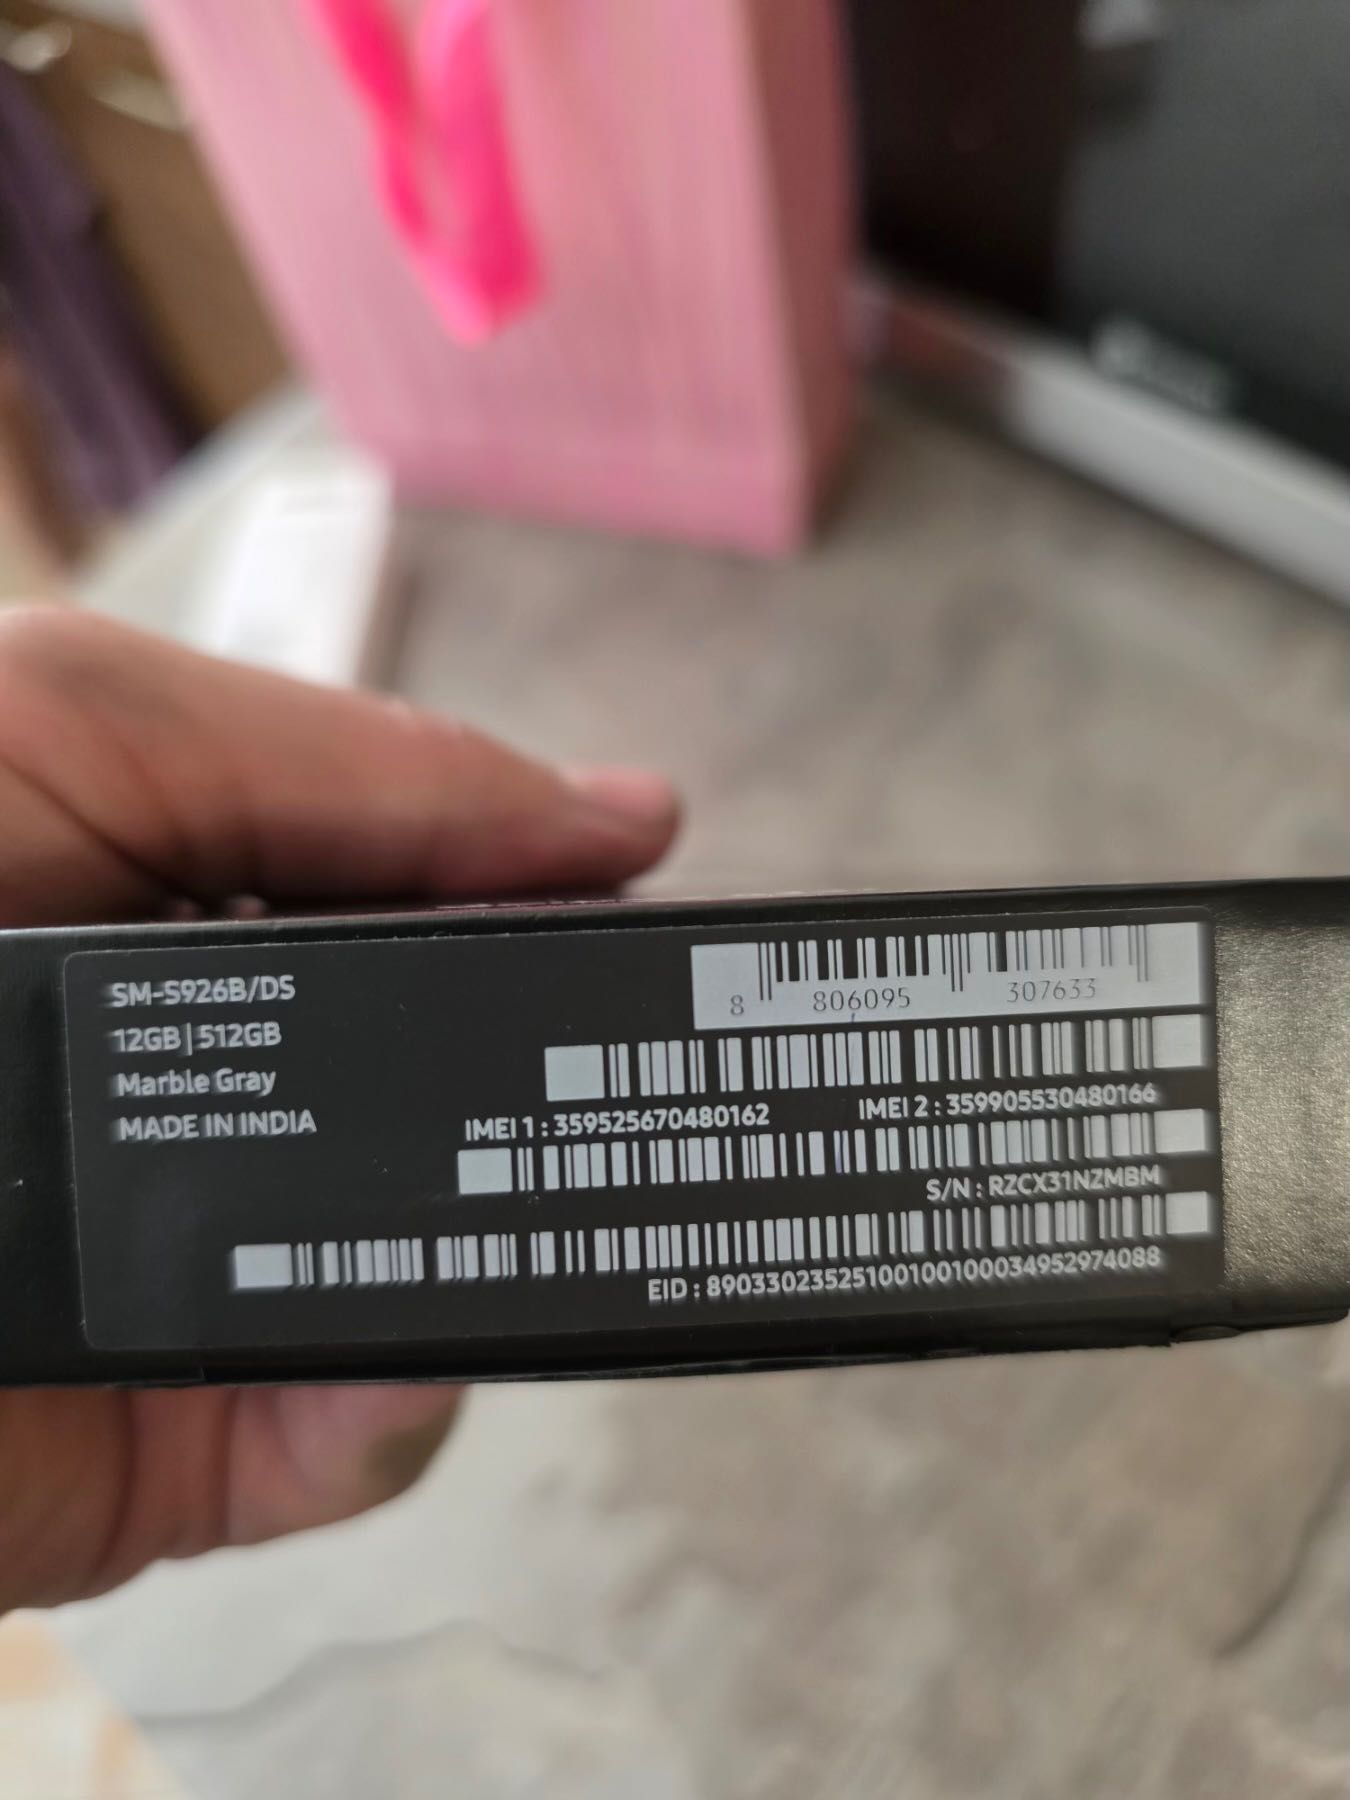 SM-S926B/DS
12GB|512GB
Marble Gray
MADE IN INDIA
8 806095 307633
IMEI 1 : 359525670480162 IMEI 2 : 359905530480166
S/N : RZCX31NZMBM
EID : 89033023525100100100034952974088